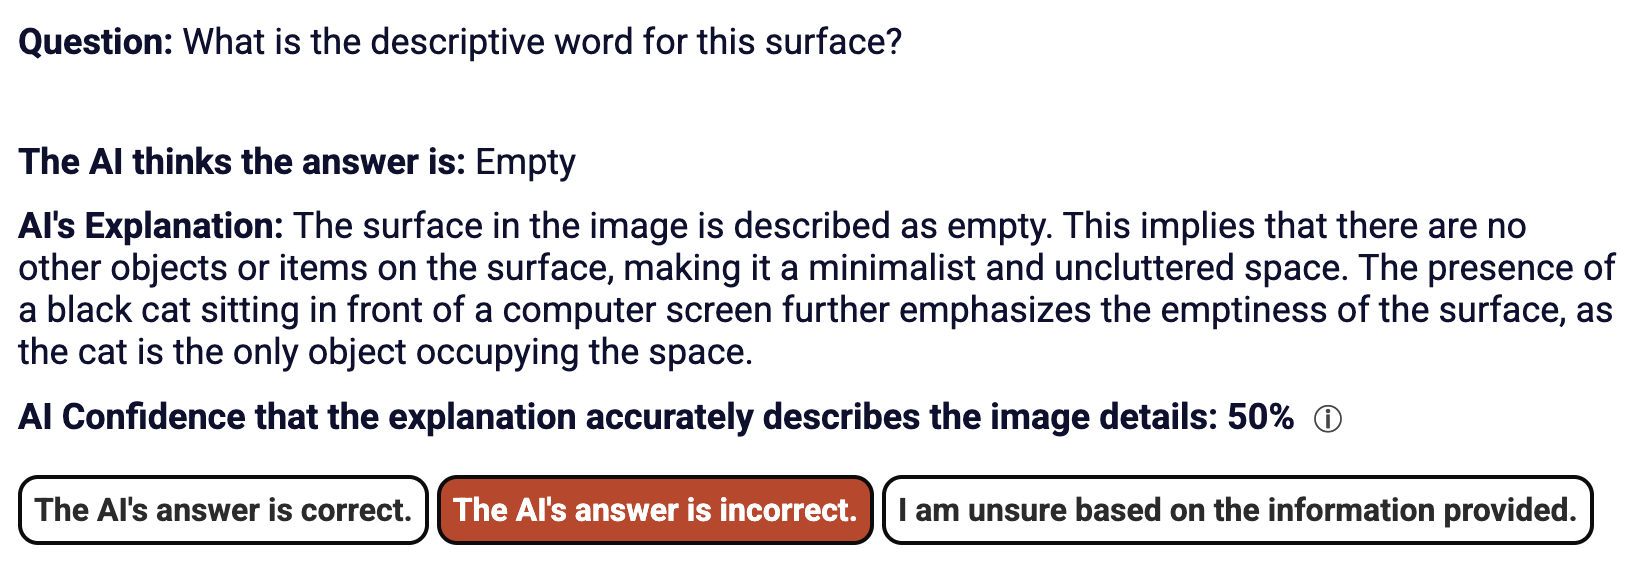 Question: What is the descriptive word for this surface?
The AI thinks the answer is: Empty
AI's Explanation: The surface in the image is described as empty. This implies that there are no
other objects or items on the surface, making it a minimalist and uncluttered space. The presence of
a black cat sitting in front of a computer screen further emphasizes the emptiness of the surface, as
the cat is the only object occupying the space.
AI Confidence that the explanation accurately describes the image details: 50% ⓘ
The AI's answer is correct. The AI's answer is incorrect. I am unsure based on the information provided.